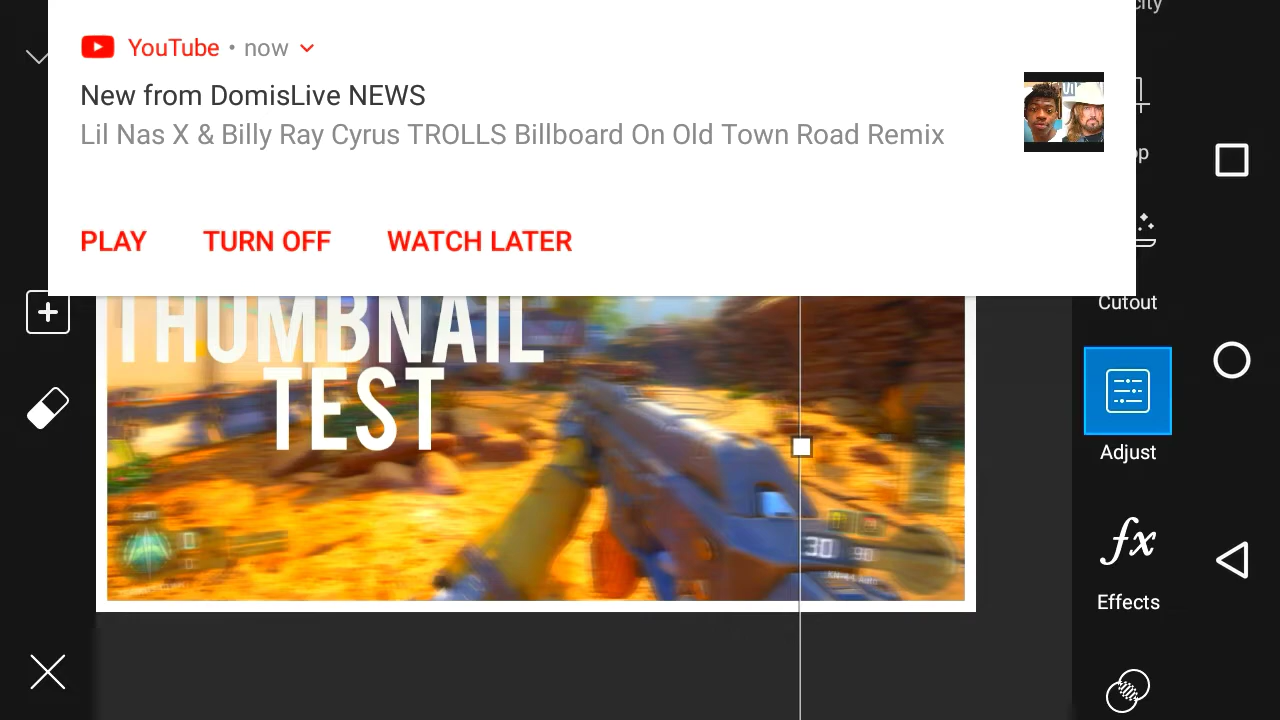 YouTube • now
New from DomisLive NEWS
Lil Nas X & Billy Ray Cyrus TROLLS Billboard On Old Town Road Remix
PLAY TURN OFF WATCH LATER
Cutout
Adjust
fx
Effects
THUMBNAIL
TEST
30 90